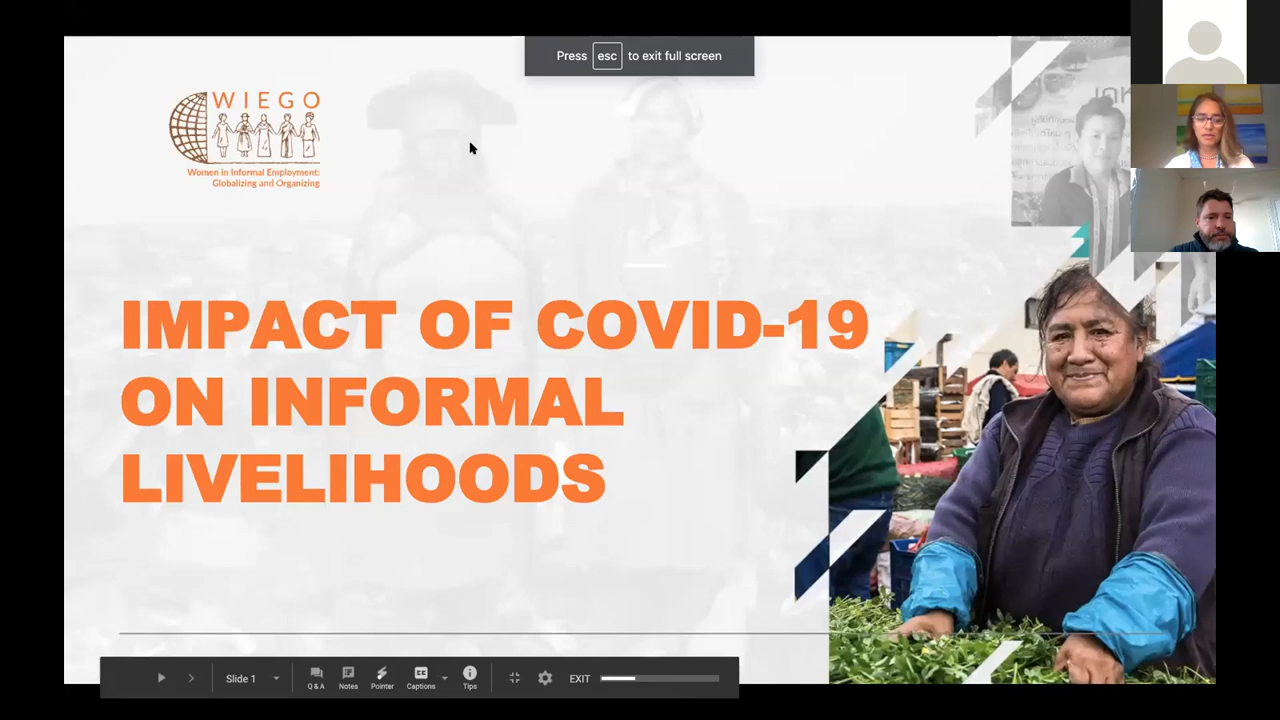 Press esc to exit full screen
WIEGO
Women in Informal Employment:
Globalizing and Organizing
IMPACT OF COVID-19
ON INFORMAL
LIVELIHOODS
Slide 1
Q & A
Notes
Pointer
Captions
Tips
EXIT